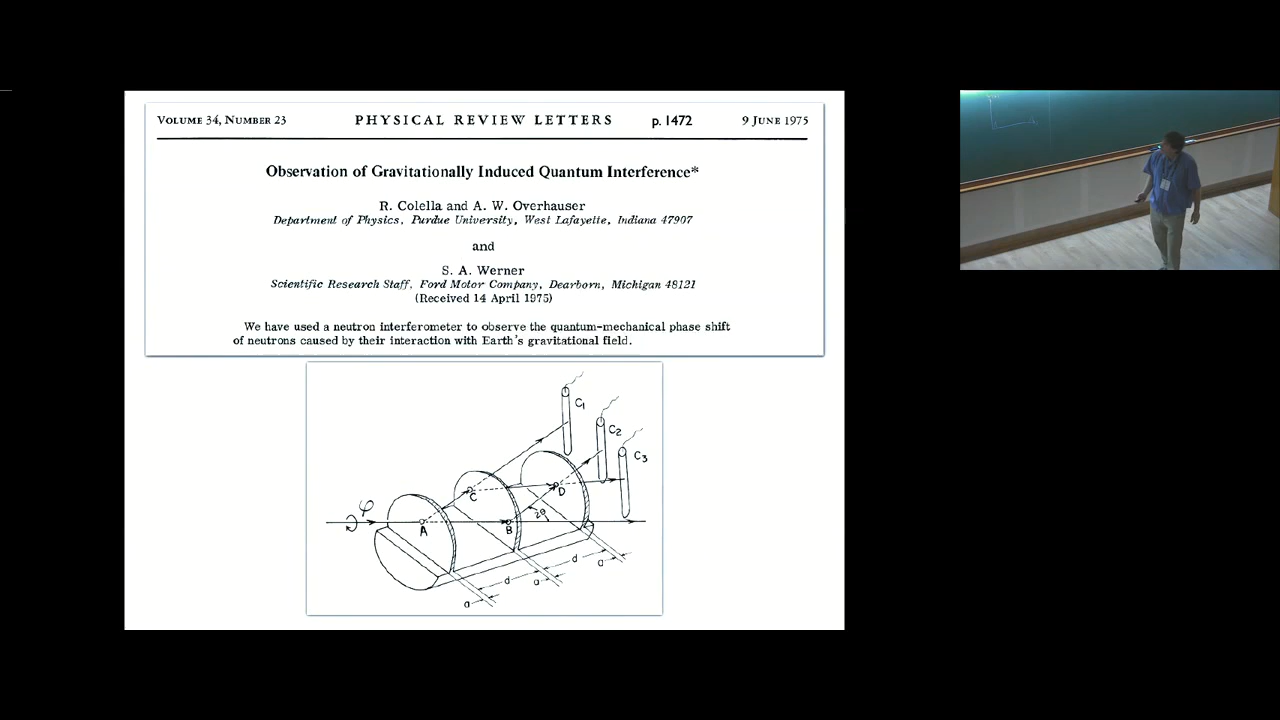 VOLUME 34, NUMBER 23 PHYSICAL REVIEW LETTERS p. 1472 9 JUNE 1975
Observation of Gravitationally Induced Quantum Interference*
R. Colella and A. W. Overhauser
Department of Physics, Purdue University, West Lafayette, Indiana 47907
and
S. A. Werner
Scientific Research Staff, Ford Motor Company, Dearborn, Michigan 48121
(Received 14 April 1975)
We have used a neutron interferometer to observe the quantum-mechanical phase shift
of neutrons caused by their interaction with Earth's gravitational field.
C1
C2
C3
C
D
φ
A
B
2θ
d
a
d
a
a